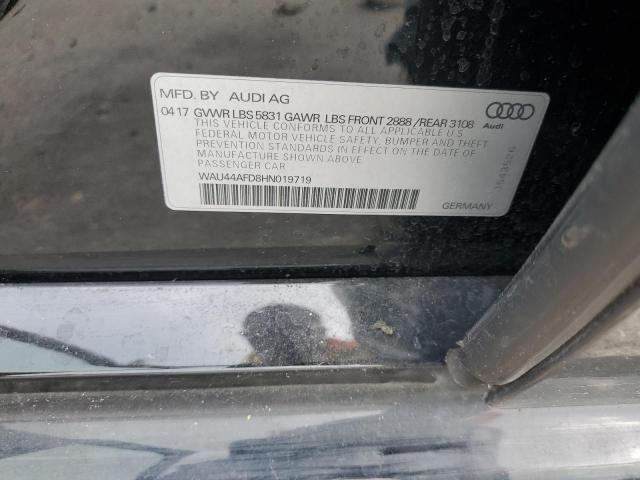 MFD. BY AUDI AG
04 17 GVWR LBS 5831 GAWR LBS FRONT 2888 / REAR 3108
Audi
THIS VEHICLE CONFORMS TO ALL APPLICABLE U.S.
FEDERAL MOTOR VEHICLE SAFETY, BUMPER, AND THEFT
PREVENTION STANDARDS IN EFFECT ON THE DATE OF
MANUFACTURE SHOWN ABOVE.
PASSENGER CAR
WAU44AFD8HN019719
GERMANY